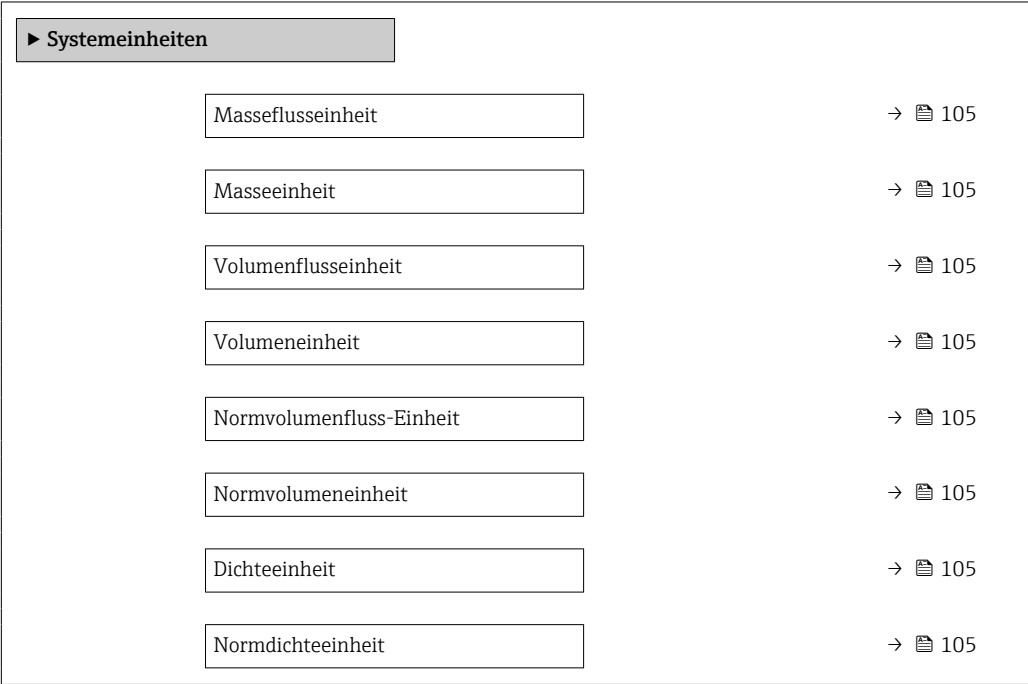 ▶ Systemeinheiten
Masseflusseinheit → 105
Masseeinheit → 105
Volumenflusseinheit → 105
Volumeneinheit → 105
Normvolumenfluss-Einheit → 105
Normvolumeneinheit → 105
Dichteeinheit → 105
Normdichteeinheit → 105